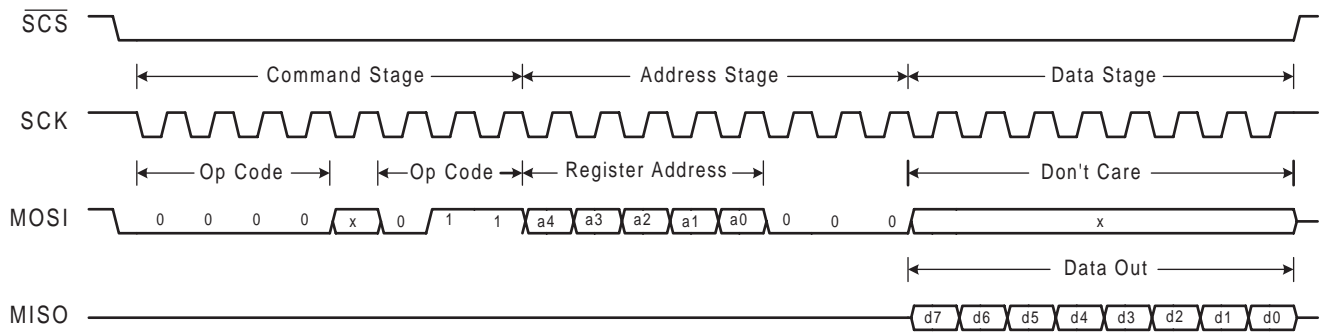 SCS
Command Stage Address Stage Data Stage
SCK
Op Code Op Code Register Address Don't Care
MOSI 0 0 0 0 x 0 1 1 a4 a3 a2 a1 a0 0 0 0 x
Data Out
MISO d7 d6 d5 d4 d3 d2 d1 d0